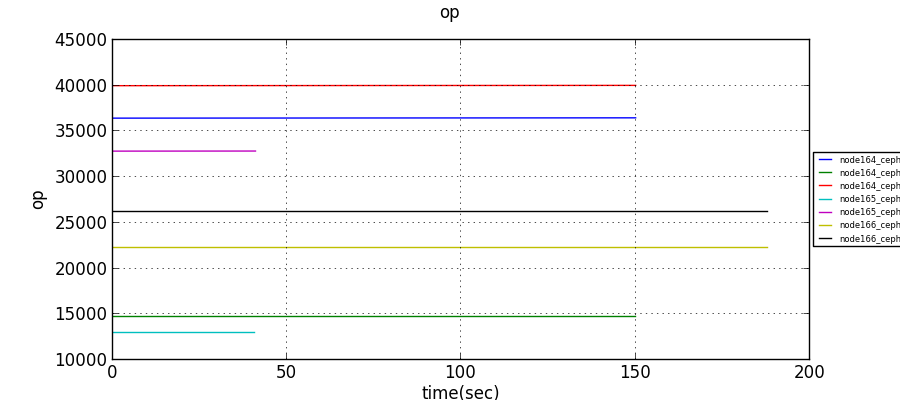 op
45000
40000
35000
30000
25000
20000
15000
10000
op
0 50 100 150 200
time(sec)
node164_ceph
node164_ceph
node164_ceph
node165_ceph
node165_ceph
node166_ceph
node166_ceph